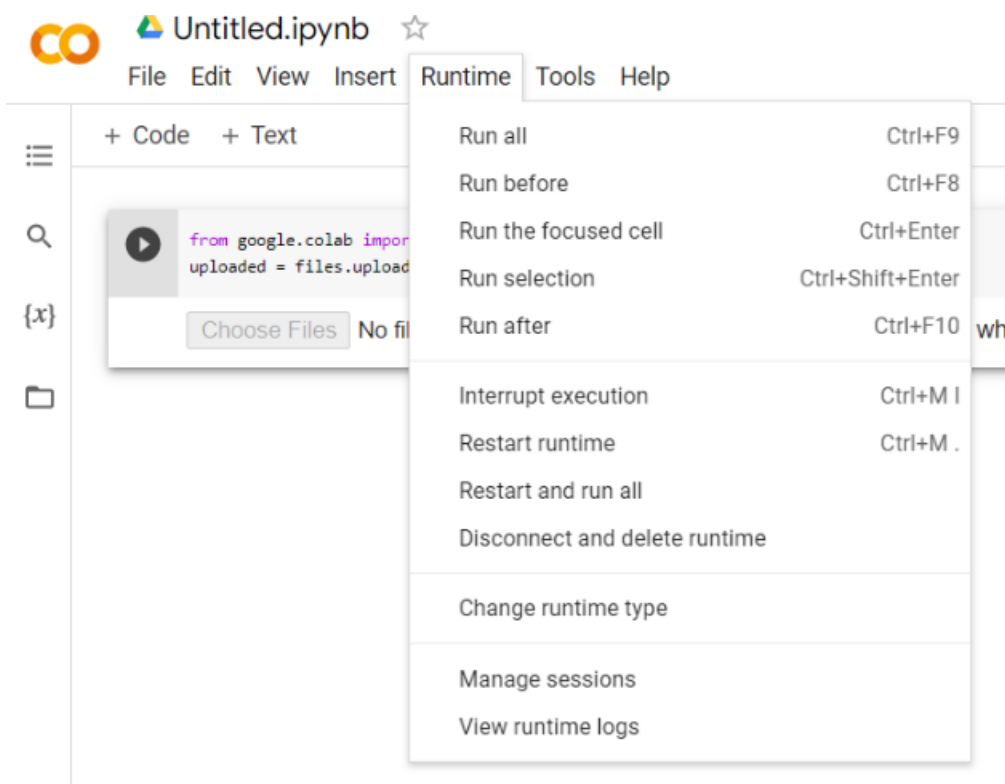 Untitled.ipynb
File Edit View Insert Runtime Tools Help
+ Code + Text
Run all Ctrl+F9
Run before Ctrl+F8
Run the focused cell Ctrl+Enter
Run selection Ctrl+Shift+Enter
Run after Ctrl+F10
Interrupt execution Ctrl+M I
Restart runtime Ctrl+M .
Restart and run all
Disconnect and delete runtime
Change runtime type
Manage sessions
View runtime logs
{x}
from google.colab impor
uploaded = files.upload
Choose Files No fil
wh